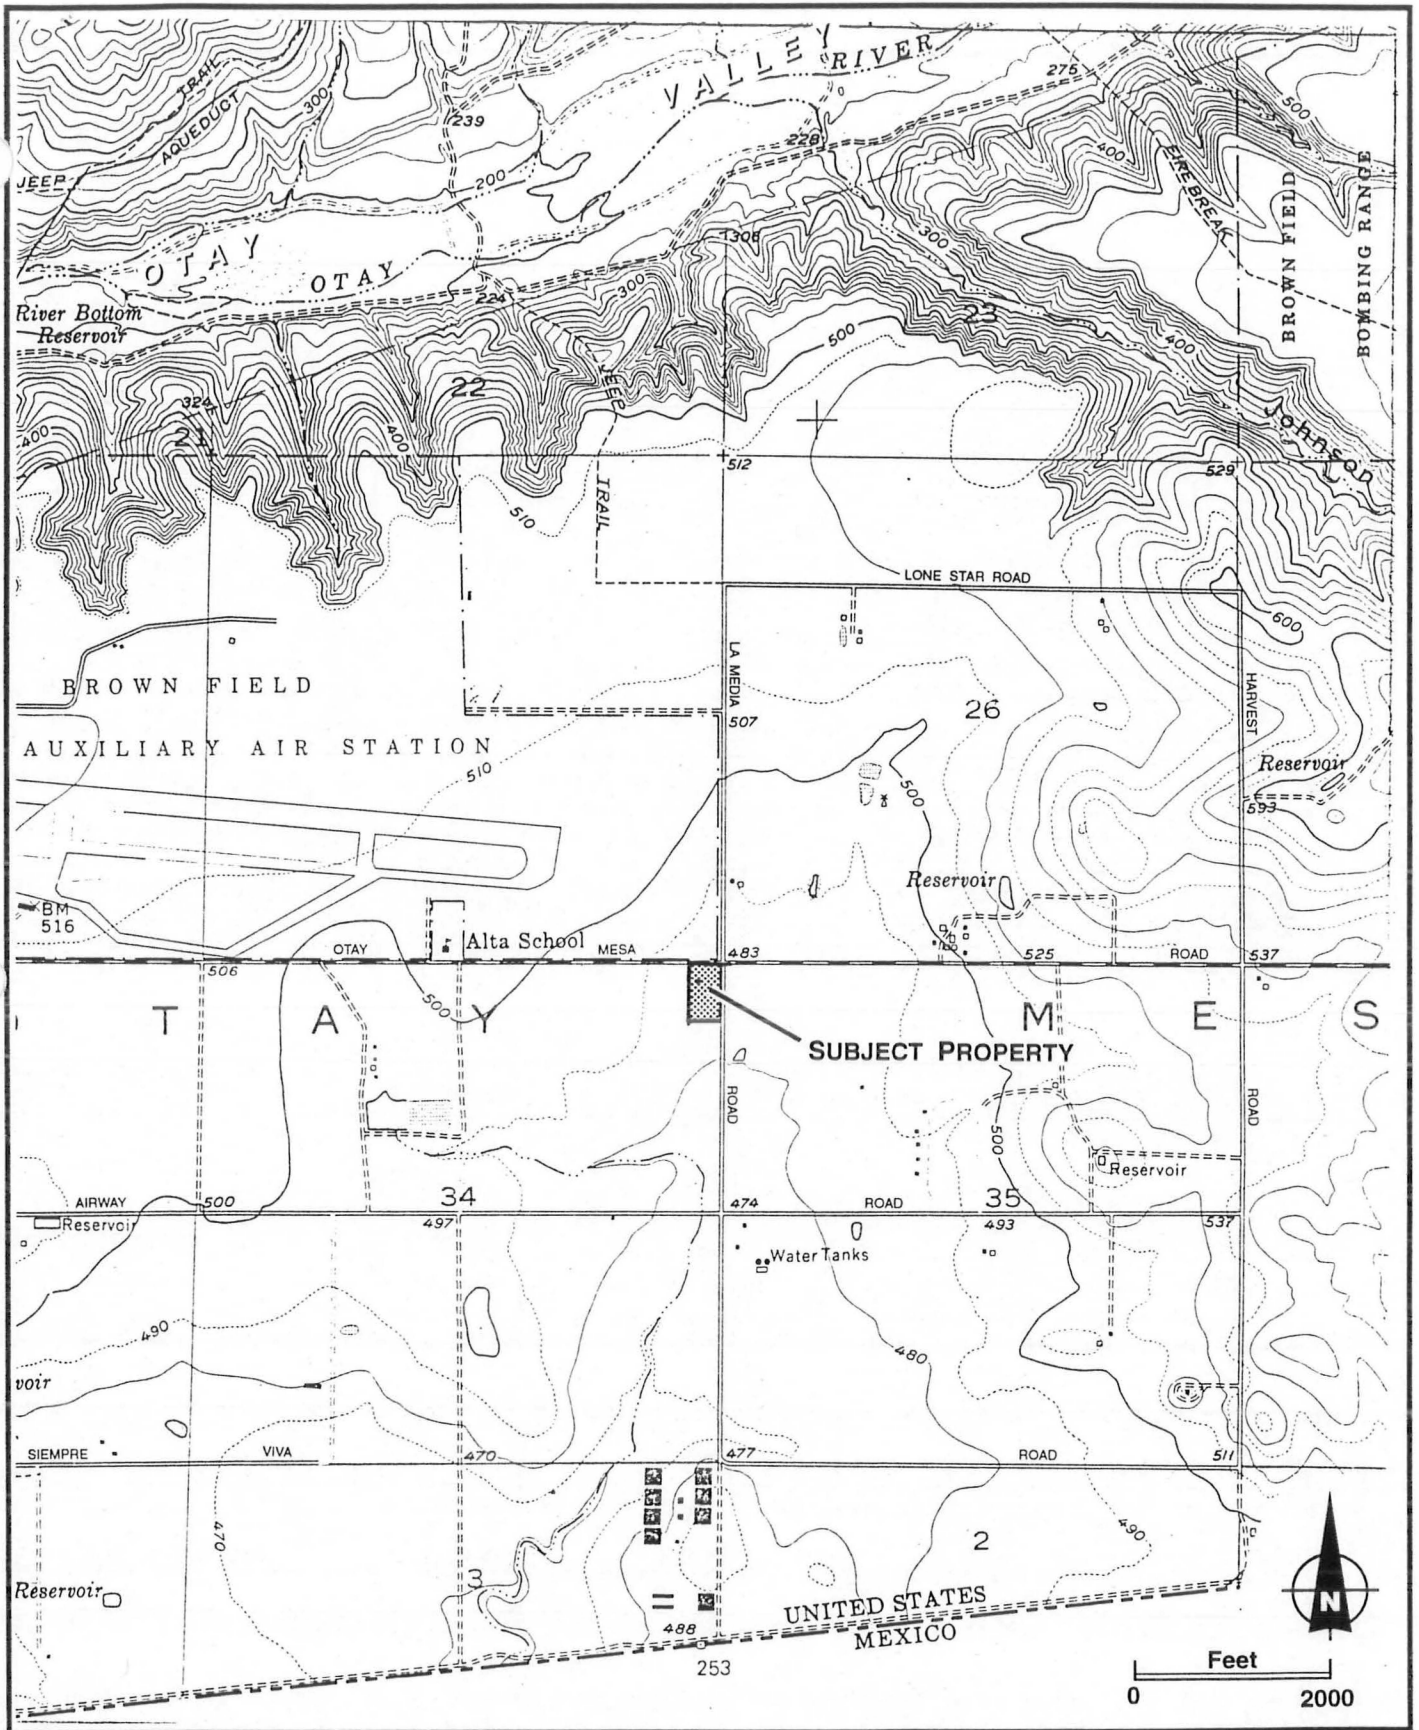 VALLEY
RIVER
275
TRAIL
AQUEDUCT
300
239
500
228
400
FIRE BREAK
BROWN FIELD
BOMBING RANGE
JEEP
200
OTAY
OTAY
308
300
224
300
River Bottom
Reservoir
23
400
500
22
JEEP
324
400
21
400
Johnson
512
529
510
TRAIL
LONE STAR ROAD
600
BROWN FIELD
LA MEDIA
26
HARVEST
507
AUXILIARY AIR STATION
510
Reservoir
500
593
Reservoir
BM
516
Alta School
OTAY
MESA
483
525
ROAD
537
506
500
T A Y
M E S
SUBJECT PROPERTY
ROAD
ROAD
500
Reservoir
AIRWAY
500
34
474
ROAD
35
Reservoir
497
493
537
Water Tanks
490
480
voir
SIEMPRE
VIVA
470
477
ROAD
511
470
2
490
3
Reservoir
UNITED STATES
488
MEXICO
253
N
Feet
0
2000